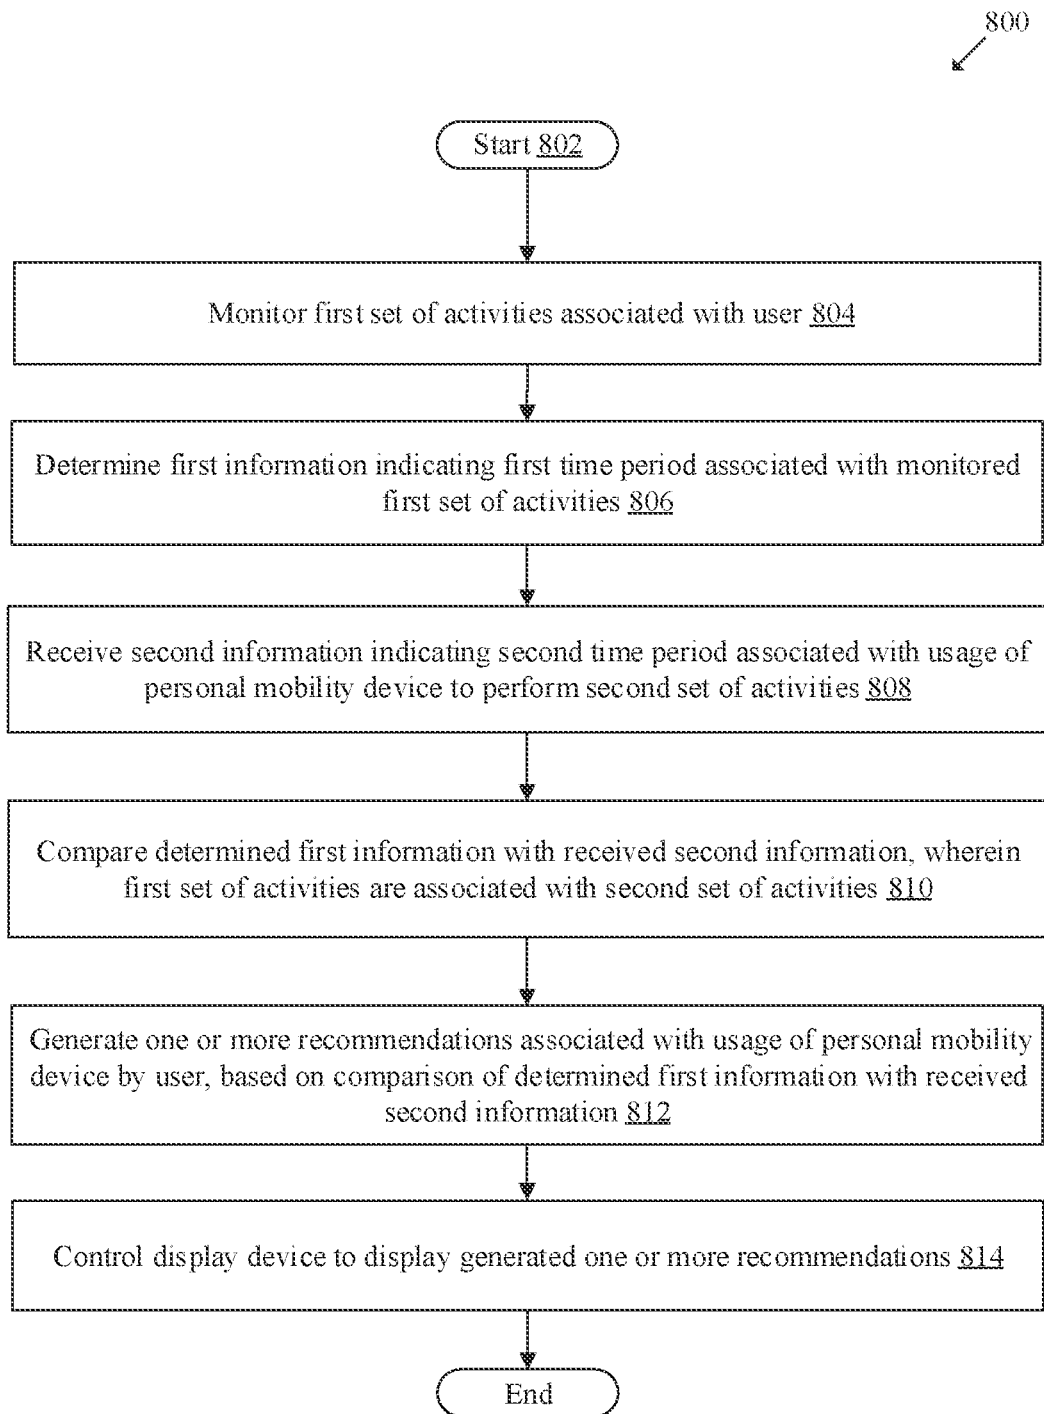 800
Start 802
Monitor first set of activities associated with user 804
Determine first information indicating first time period associated with monitored
first set of activities 806
Receive second information indicating second time period associated with usage of
personal mobility device to perform second set of activities 808
Compare determined first information with received second information, wherein
first set of activities are associated with second set of activities 810
Generate one or more recommendations associated with usage of personal mobility
device by user, based on comparison of determined first information with received
second information 812
Control display device to display generated one or more recommendations 814
End